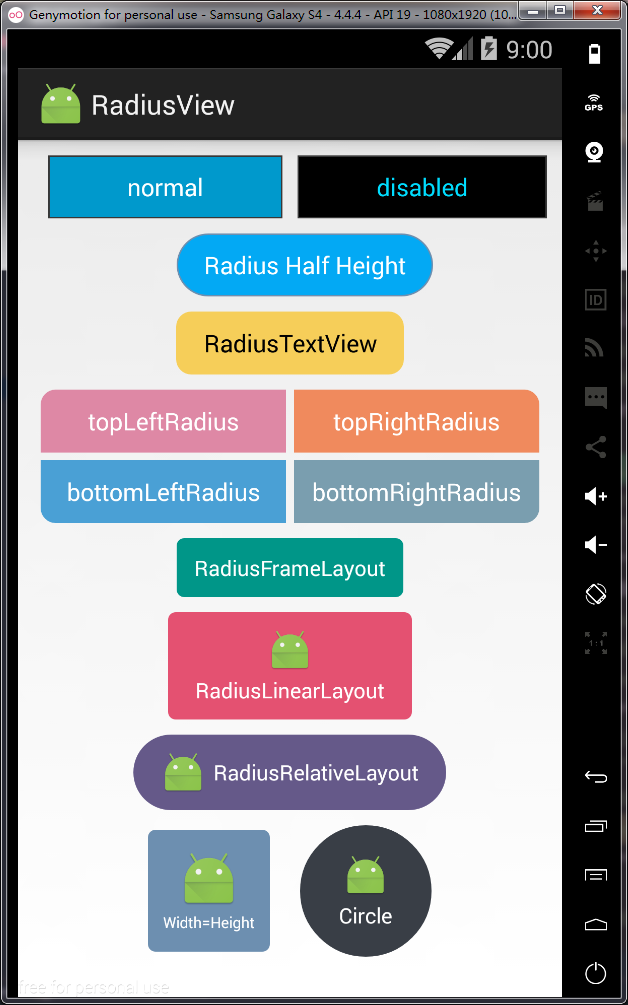 Genymotion for personal use - Samsung Galaxy S4 - 4.4.4 - API 19 - 1080x1920 (10...
9:00
GPS
RadiusView
normal disabled
Radius Half Height
ID
RadiusTextView
topLeftRadius topRightRadius
bottomLeftRadius bottomRightRadius
RadiusFrameLayout
1:1
RadiusLinearLayout
RadiusRelativeLayout
Width=Height
Circle
free for personal use